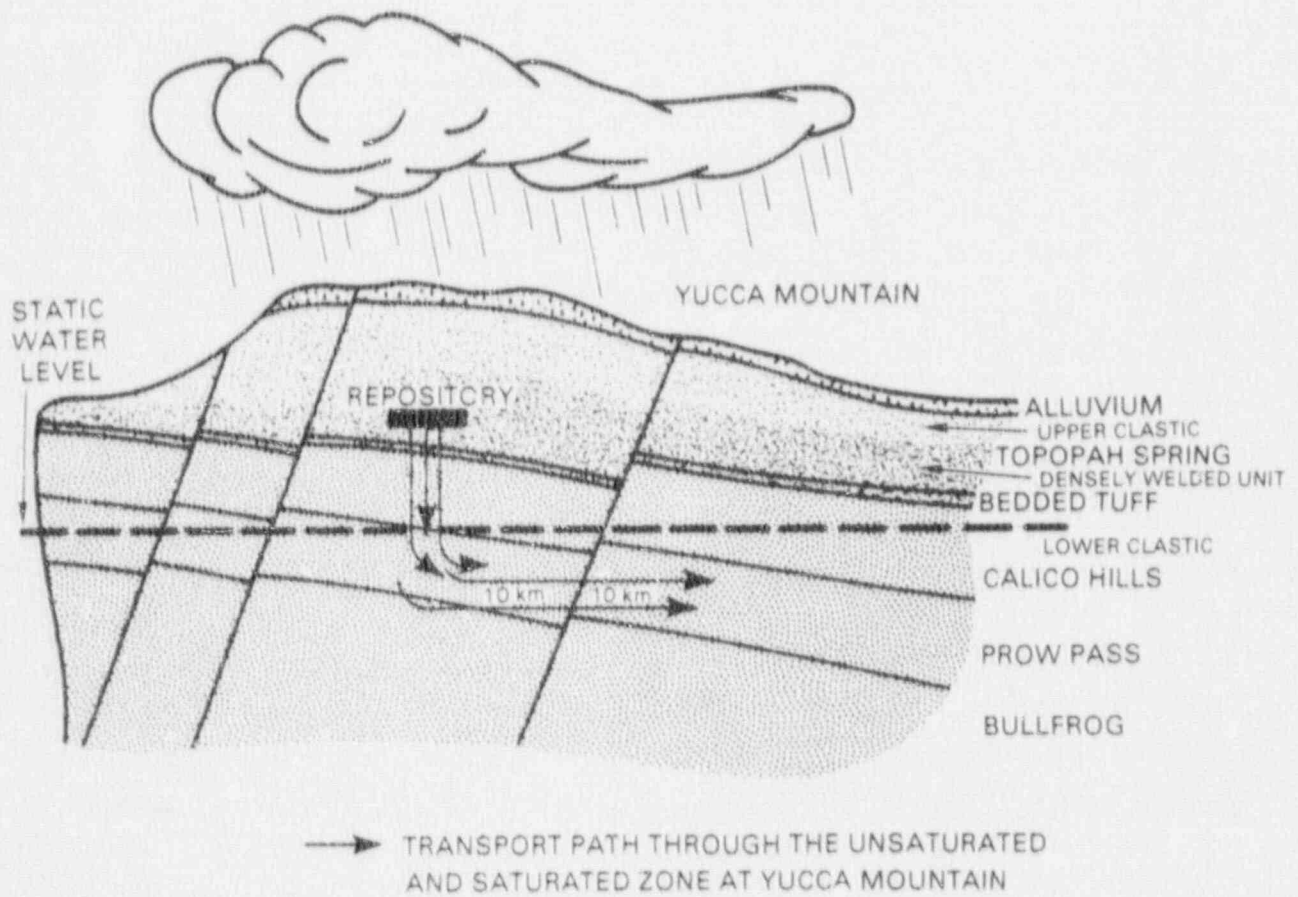 YUCCA MOUNTAIN
STATIC
WATER
LEVEL
REPOSITORY
ALLUVIUM
UPPER CLASTIC
TOPOPAH SPRING
DENSELY WELDED UNIT
BEDDED TUFF
LOWER CLASTIC
CALICO HILLS
10 km 10 km
PROW PASS
BULLFROG
TRANSPORT PATH THROUGH THE UNSATURATED
AND SATURATED ZONE AT YUCCA MOUNTAIN